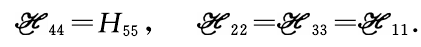 ℋ₄₄ = H₅₅, ℋ₂₂ = ℋ₃₃ = ℋ₁₁.